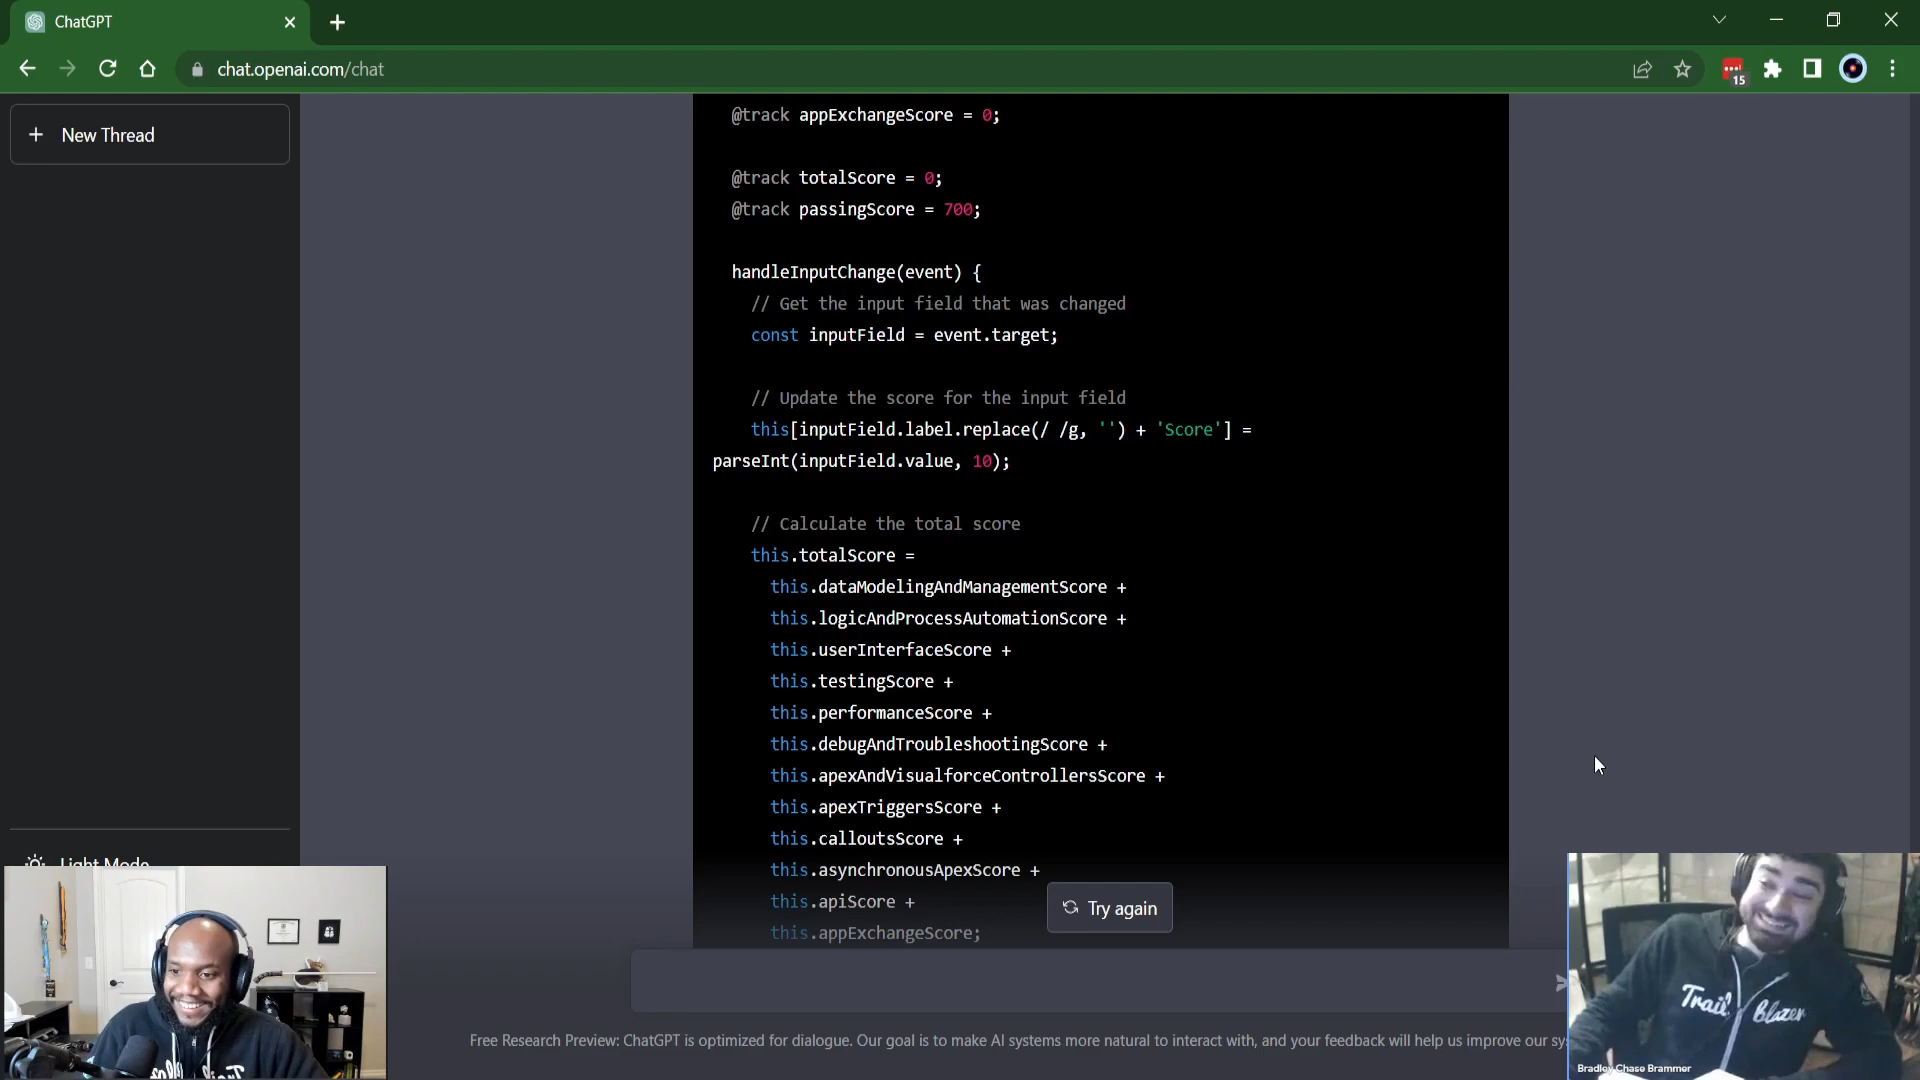 ChatGPT
chat.openai.com/chat
15
New Thread
@track appExchangeScore = 0;
@track totalScore = 0;
@track passingScore = 700;
handleInputChange(event) {
// Get the input field that was changed
const inputField = event.target;
// Update the score for the input field
this[inputField.label.replace(/ /g, '') + 'Score'] =
parseInt(inputField.value, 10);
// Calculate the total score
this.totalScore =
this.dataModelingAndManagementScore +
this.logicAndProcessAutomationScore +
this.userInterfaceScore +
this.testingScore +
this.performanceScore +
this.debugAndTroubleshootingScore +
this.apexAndVisualforceControllersScore +
this.apexTriggersScore +
this.calloutsScore +
this.asynchronousApexScore +
this.apiScore +
this.appExchangeScore;
Light Mode
Try again
Free Research Preview: ChatGPT is optimized for dialogue. Our goal is to make AI systems more natural to interact with, and your feedback will help us improve our sy
Trail Blazer
Bradley Chase Brammer